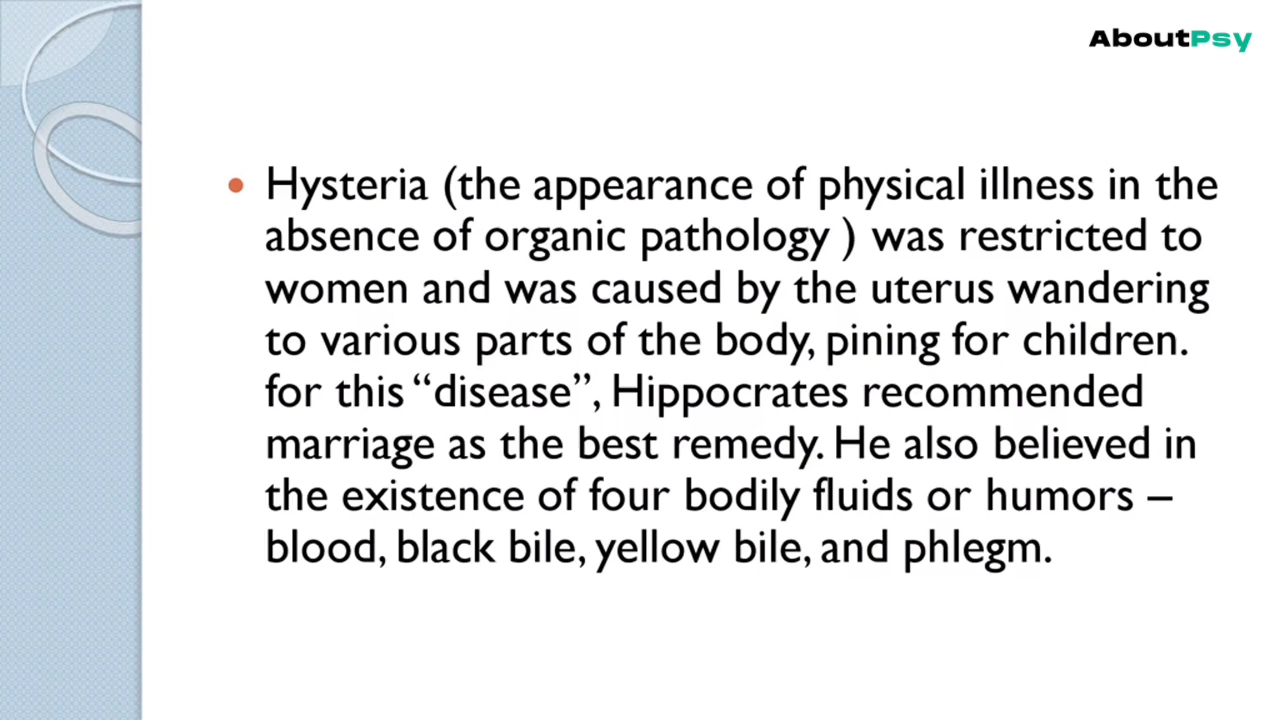 AboutPsy
Hysteria (the appearance of physical illness in the
absence of organic pathology ) was restricted to
women and was caused by the uterus wandering
to various parts of the body, pining for children.
for this “disease”, Hippocrates recommended
marriage as the best remedy. He also believed in
the existence of four bodily fluids or humors –
blood, black bile, yellow bile, and phlegm.